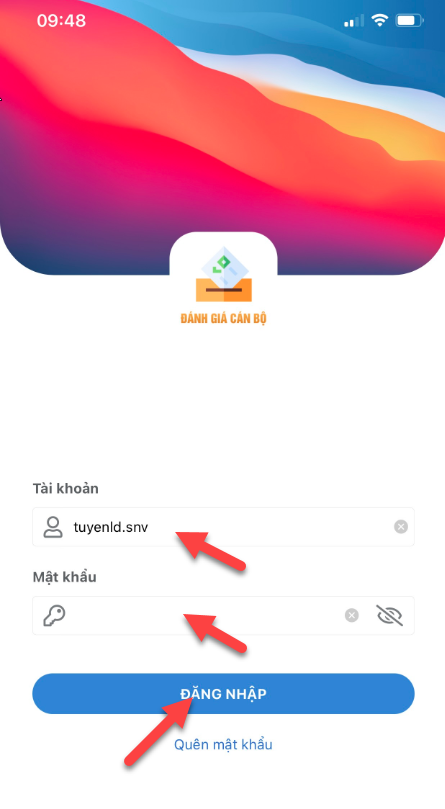 09:48
ĐÁNH GIÁ CÁN BỘ
Tài khoản
tuyenld.snv
Mật khẩu
ĐĂNG NHẬP
Quên mật khẩu